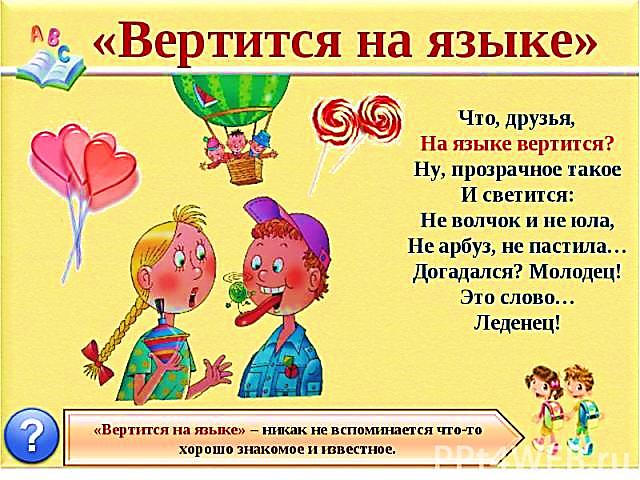 «Вертится на языке»
Что, друзья,
На языке вертится?
Ну, прозрачное такое
И светится:
Не волчок и не юла,
Не арбуз, не пастила…
Догадался? Молодец!
Это слово…
Леденец!
«Вертится на языке» – никак не вспоминается что-то
хорошо знакомое и известное.
A B C
?
PPt4WEB.ru